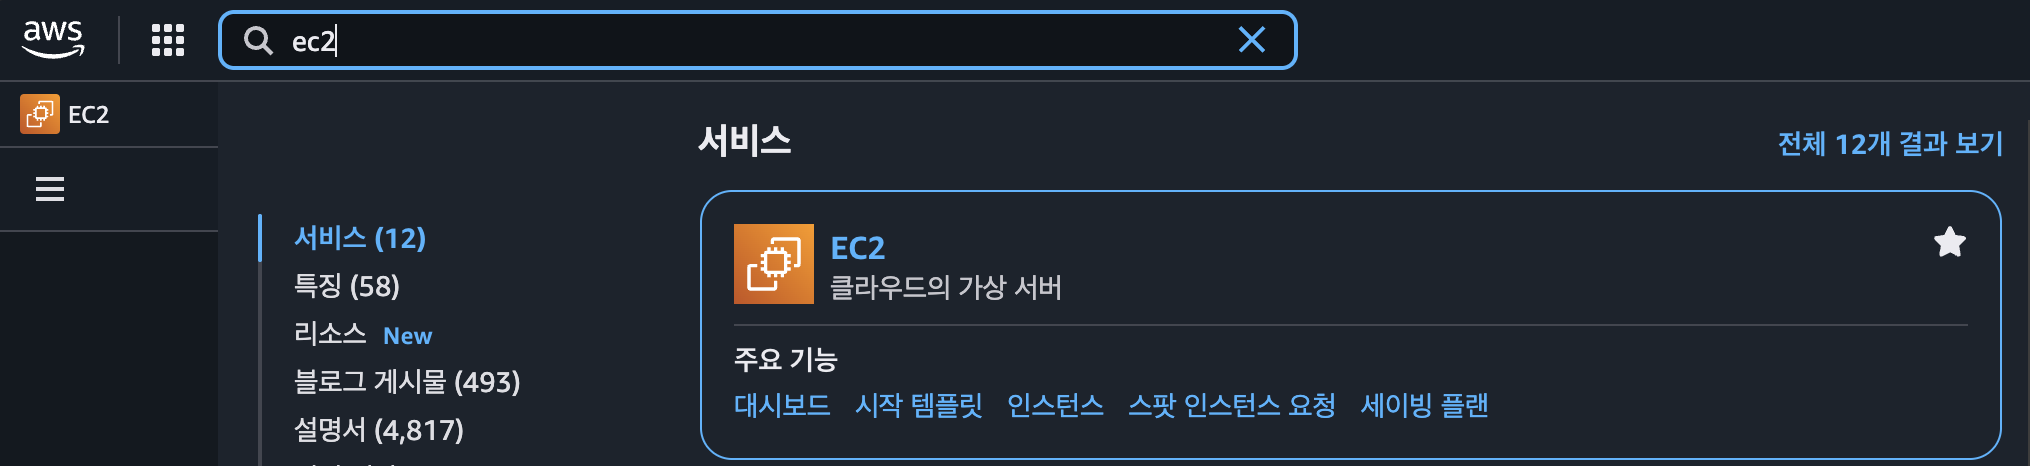 aws
ec2
EC2
서비스
전체 12개 결과 보기
서비스 (12)
특징 (58)
리소스 New
블로그 게시물 (493)
설명서 (4,817)
EC2
클라우드의 가상 서버
주요 기능
대시보드 시작 템플릿 인스턴스 스팟 인스턴스 요청 세이빙 플랜